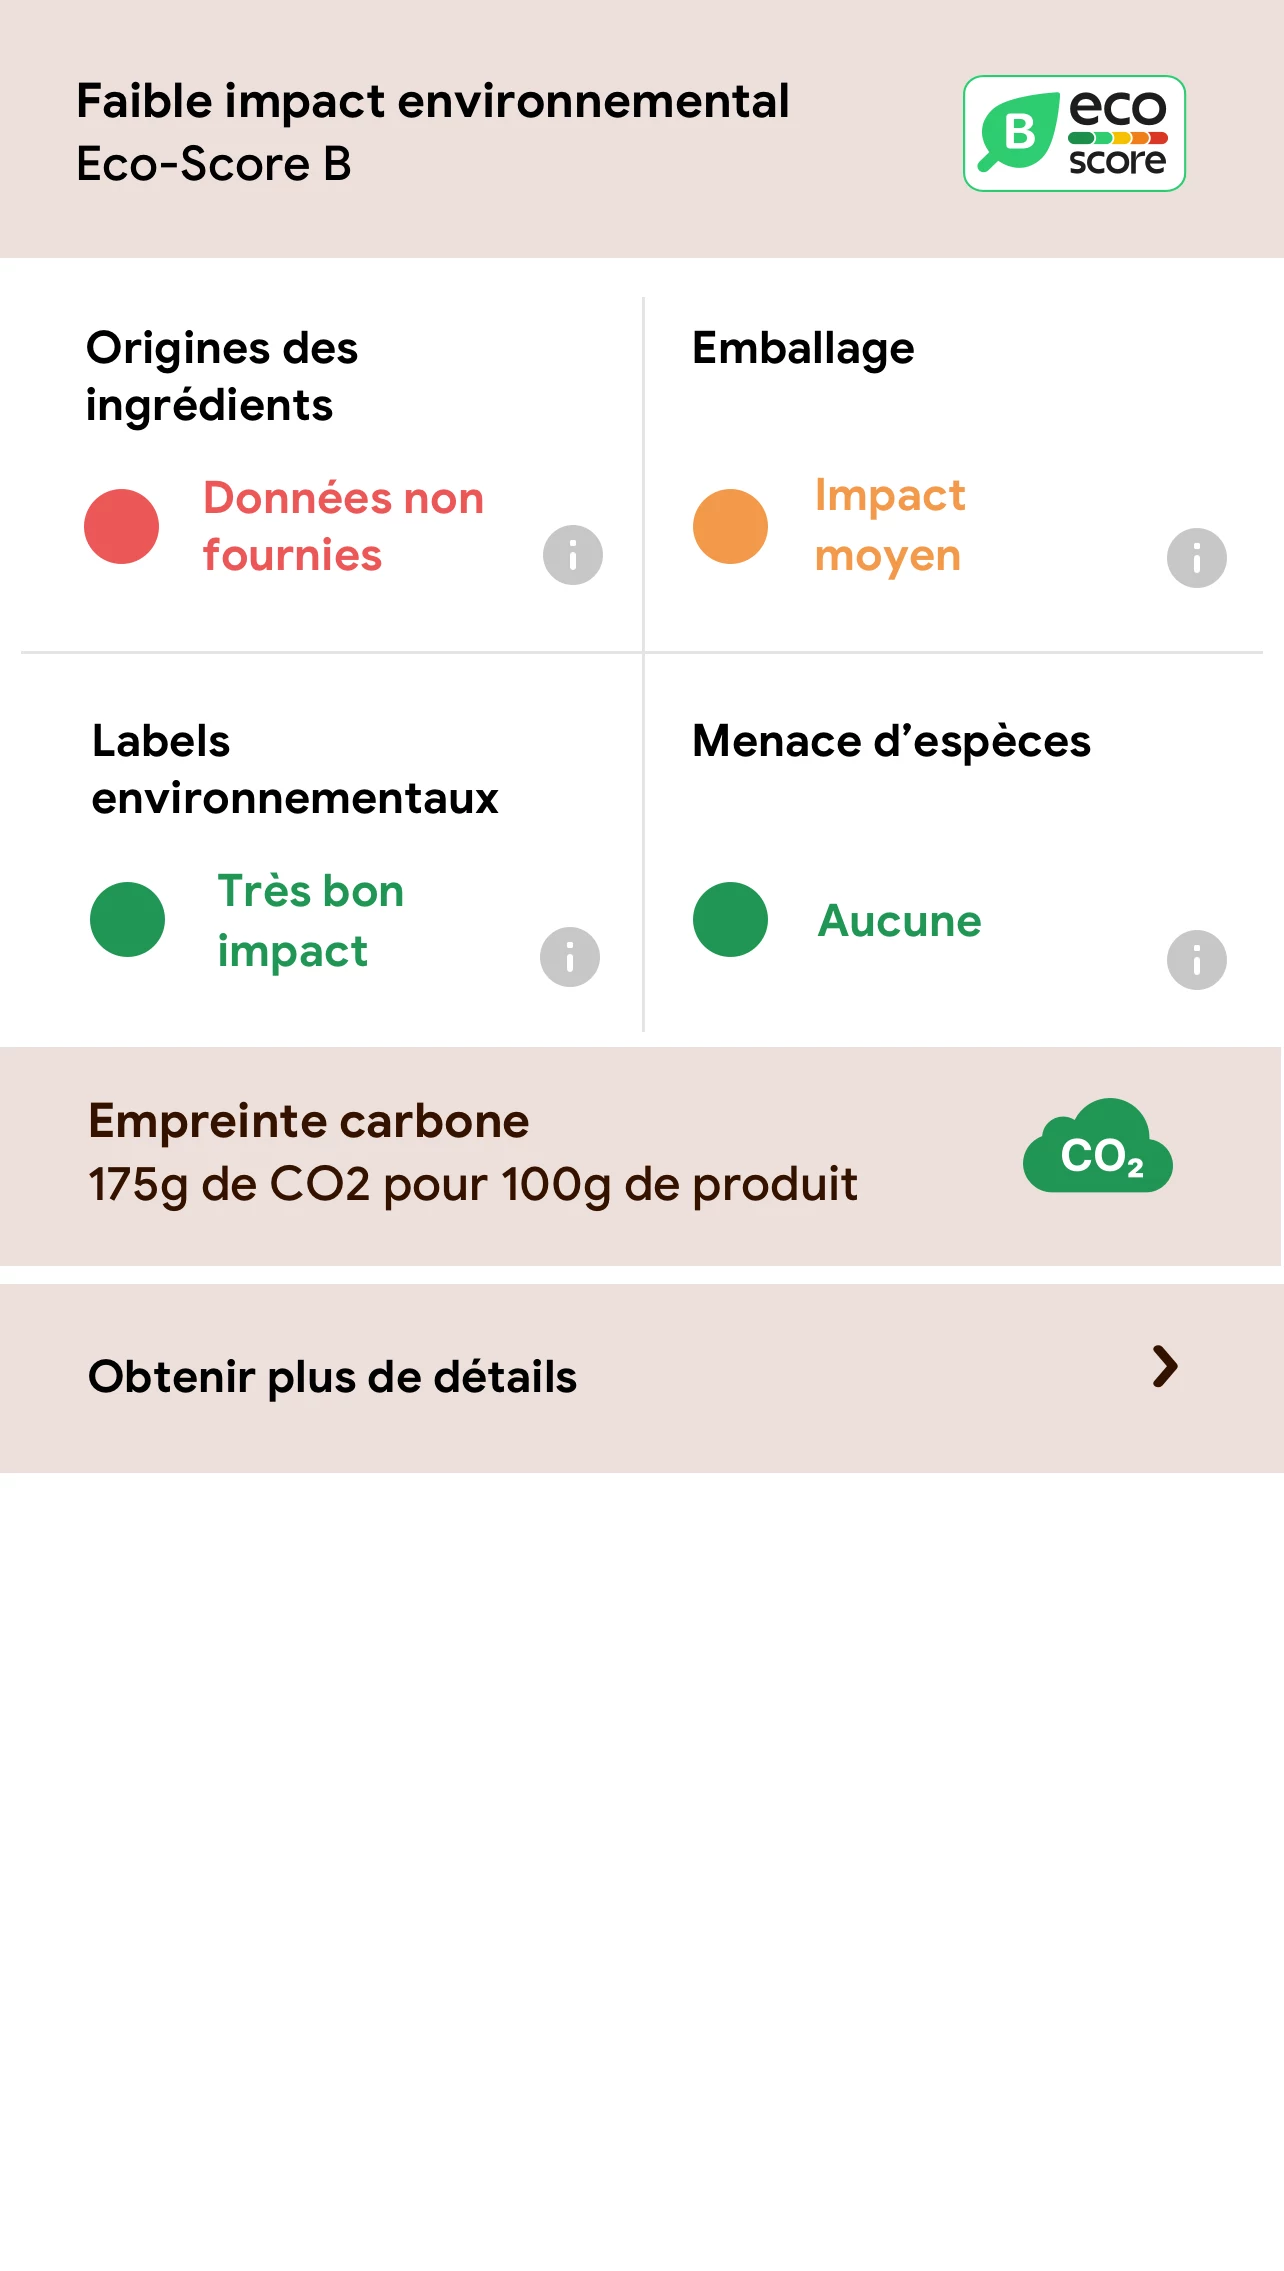 Faible impact environnemental
Eco-Score B
B
eco
score
Origines des
ingrédients
Données non
fournies
Emballage
Impact
moyen
Labels
environnementaux
Très bon
impact
Menace d’espèces
Aucune
Empreinte carbone
175g de CO2 pour 100g de produit
CO₂
Obtenir plus de détails